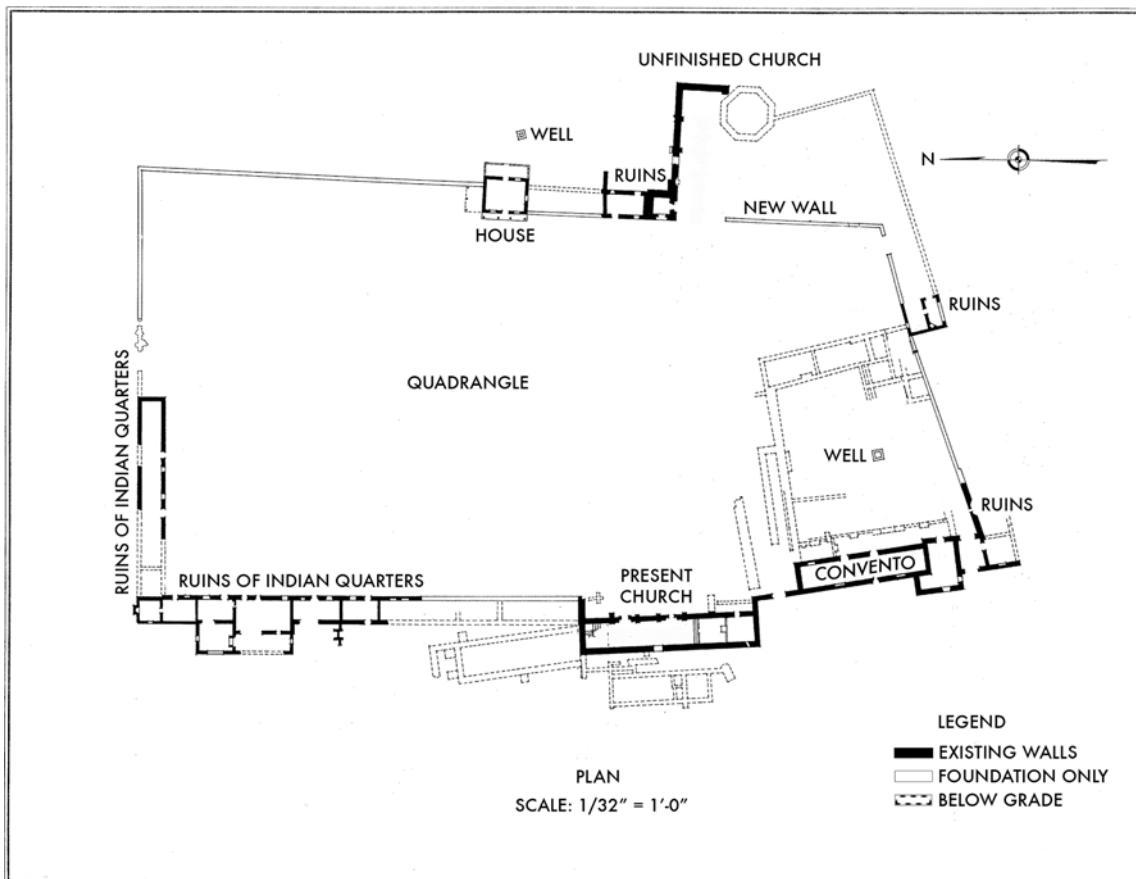 UNFINISHED CHURCH
WELL
RUINS
N
NEW WALL
HOUSE
RUINS
QUADRANGLE
RUINS OF INDIAN QUARTERS
WELL
RUINS
RUINS OF INDIAN QUARTERS
PRESENT
CHURCH
CONVENTO
LEGEND
EXISTING WALLS
FOUNDATION ONLY
BELOW GRADE
PLAN
SCALE: 1/32" = 1'-0"